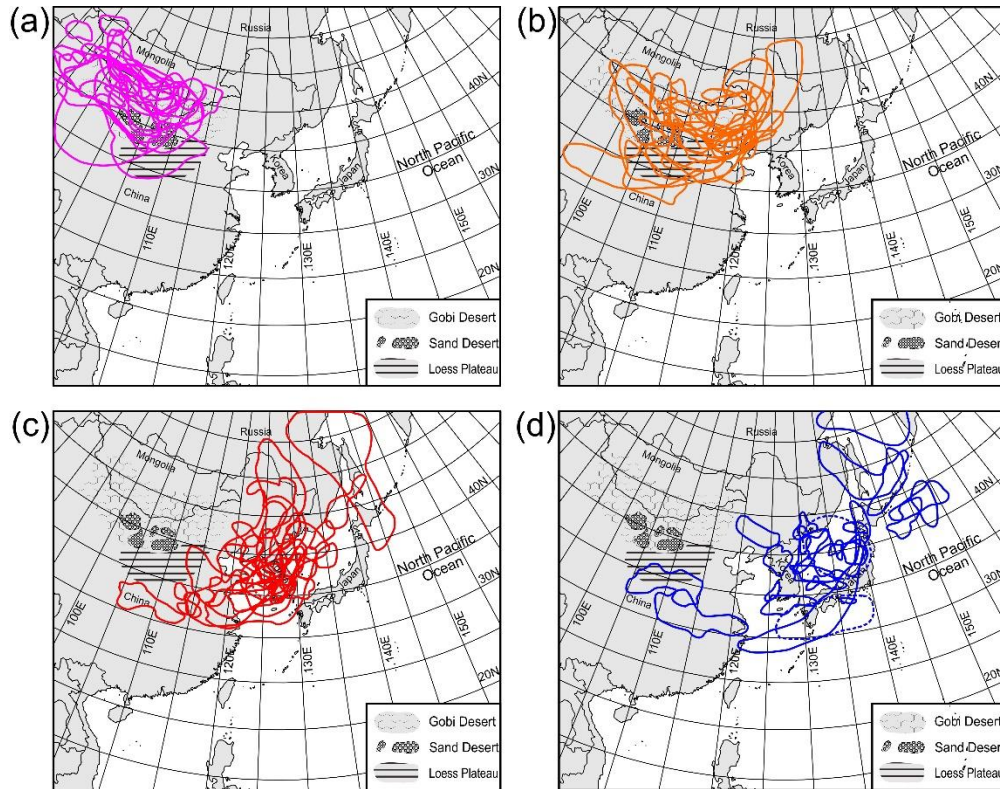 (a)
Russia
Mongolia
40N
North Pacific
Ocean
Korea
Japan
30N
China
150E
110E
140E
120E
130E
20N
Gobi Desert
Sand Desert
Loess Plateau
(b)
Russia
Mongolia
40N
North Pacific
Ocean
Korea
Japan
30N
100E
China
150E
110E
140E
120E
130E
20N
Gobi Desert
Sand Desert
Loess Plateau
(c)
Russia
Mongolia
40N
North Pacific
Ocean
Japan
30N
China
100E
150E
110E
140E
120E
130E
20N
Gobi Desert
Sand Desert
Loess Plateau
(d)
Russia
Mongolia
40N
North Pacific
Ocean
Korea
30N
China
100E
150E
110E
140E
120E
130E
20N
Gobi Desert
Sand Desert
Loess Plateau